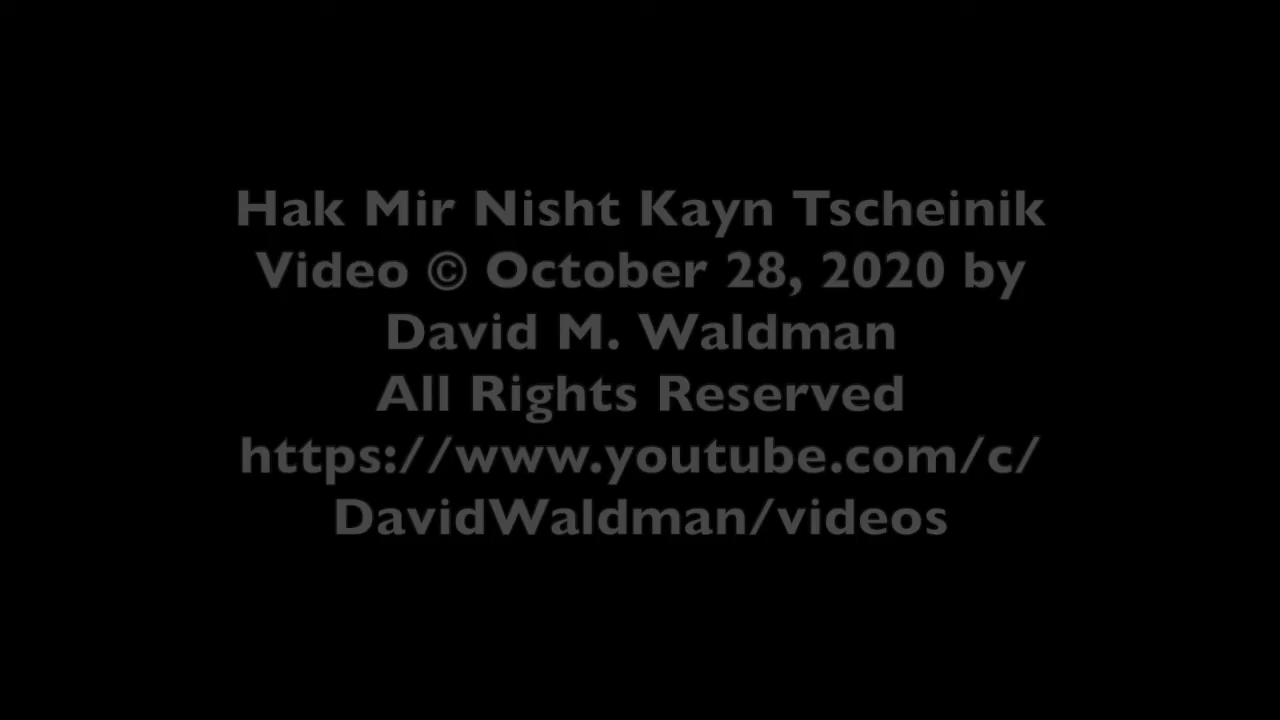 Hak Mir Nisht Kayn Tscheinik
Video © October 28, 2020 by
David M. Waldman
All Rights Reserved
https://www.youtube.com/c/
DavidWaldman/videos